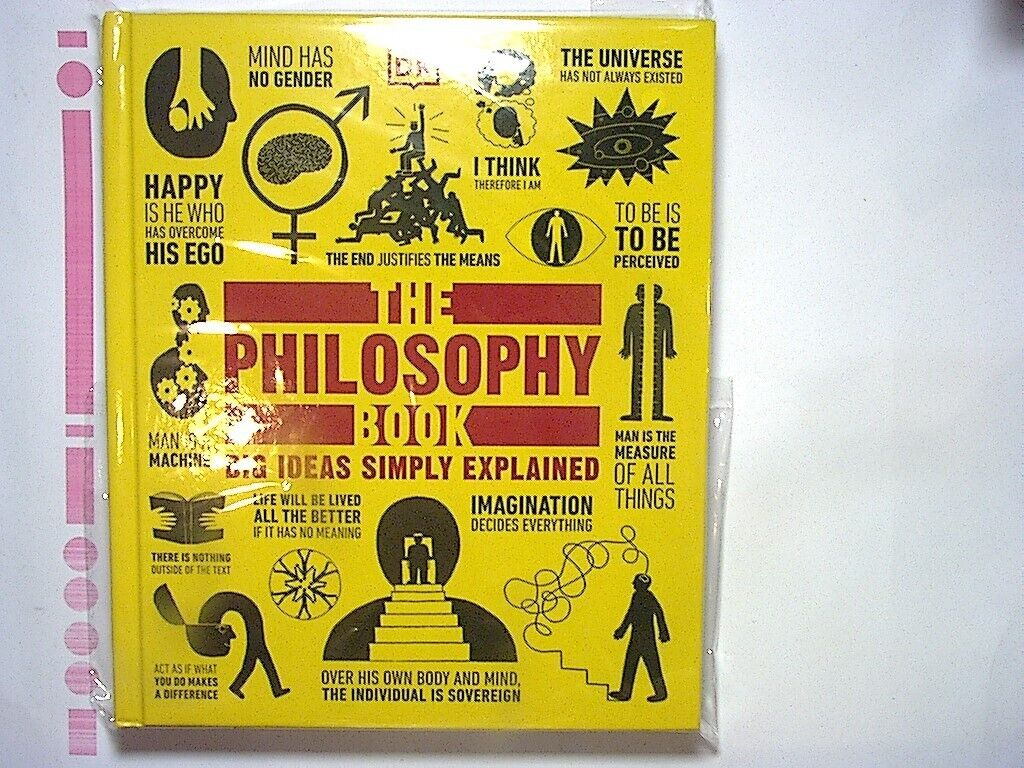 MIND HAS
NO GENDER
DK
THE UNIVERSE
HAS NOT ALWAYS EXISTED
I THINK
THEREFORE I AM
HAPPY
IS HE WHO
HAS OVERCOME
HIS EGO
THE END JUSTIFIES THE MEANS
TO BE IS
TO BE
PERCEIVED
THE
PHILOSOPHY
BOOK
BIG IDEAS SIMPLY EXPLAINED
MAN
MACHINE
MAN IS THE
MEASURE
OF ALL
THINGS
LIFE WILL BE LIVED
ALL THE BETTER
IF IT HAS NO MEANING
IMAGINATION
DECIDES EVERYTHING
THERE IS NOTHING
OUTSIDE OF THE TEXT
ACT AS IF WHAT
YOU DO MAKES
A DIFFERENCE
OVER HIS OWN BODY AND MIND,
THE INDIVIDUAL IS SOVEREIGN